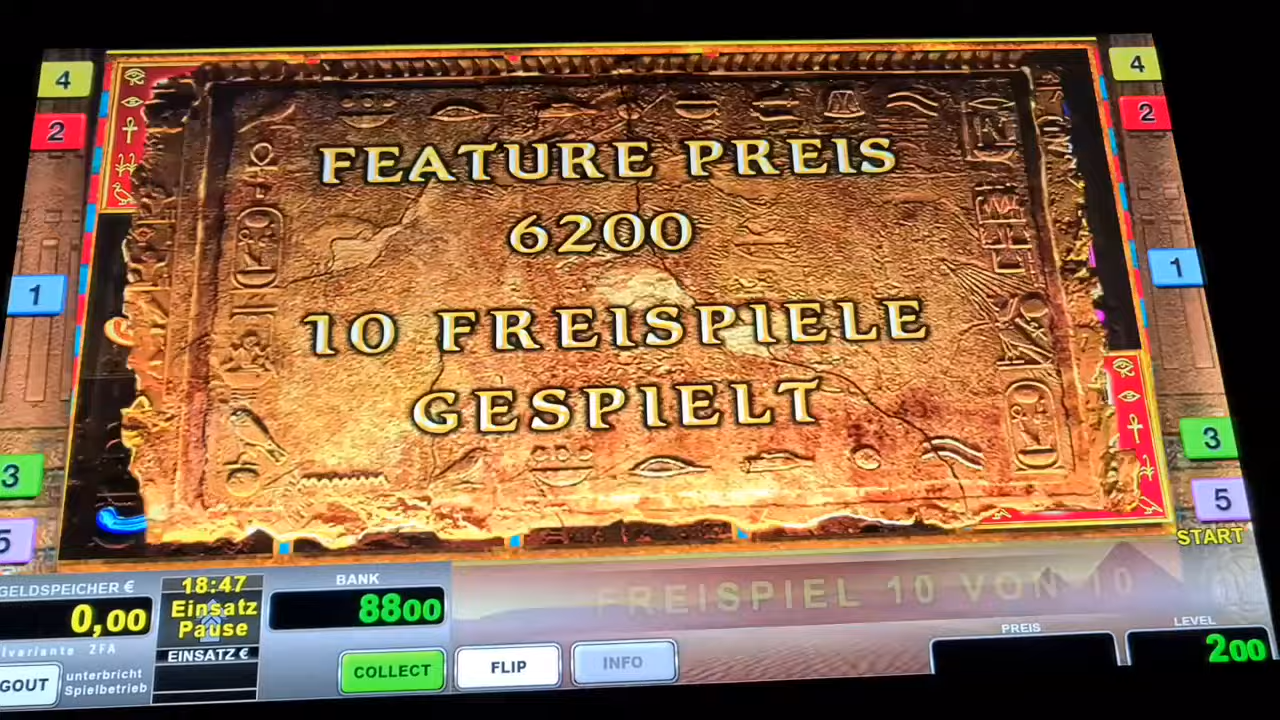 4
4
2
2
1
1
3
3
5
5
FEATURE PREIS
6200
10 FREISPIELE
GESPIELT
START
GELDSPEICHER €
0,00
18:47
Einsatz
Pause
EINSATZ €
BANK
8800
FREISPIEL 10 VON 10
PREIS
LEVEL
200
2FA
GOUT
unterbricht
Spielbetrieb
COLLECT
FLIP
INFO